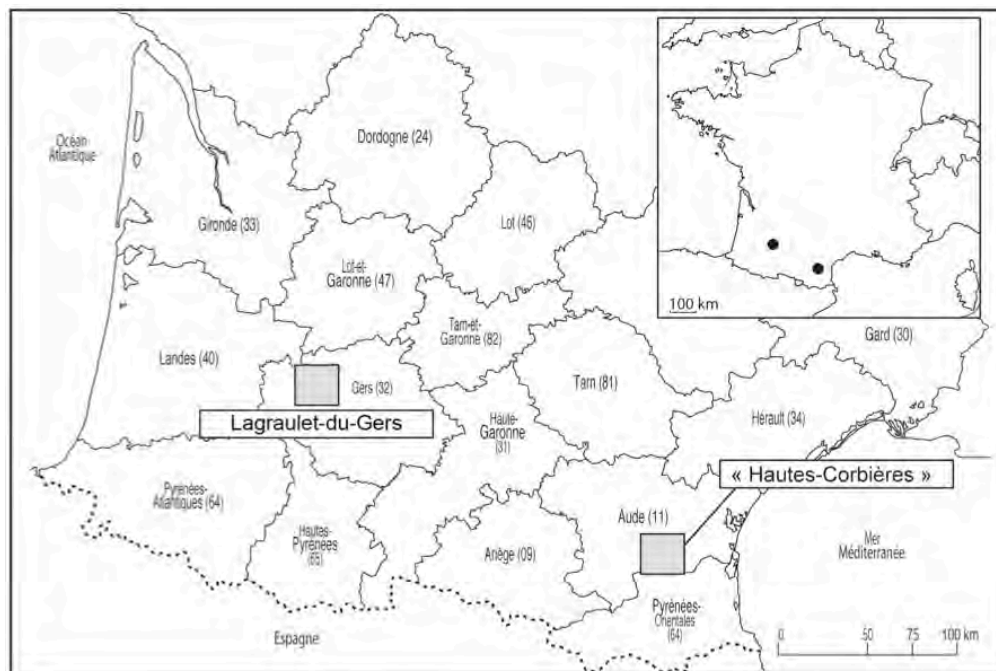 Océan
Atlantique
Dordogne (24)
Gironde (33)
Lot (46)
Lot-et-
Garonne
(47)
Tarn-et-
Garonne
(82)
100 km
Gard (30)
Landes (40)
Gers (32)
Tarn (81)
Lagraulet-du-Gers
Haute-
Garonne
(31)
Hérault (34)
« Hautes-Corbières »
Pyrénées-
Atlantiques (64)
Hautes-
Pyrénées
(65)
Ariège (09)
Aude (11)
Mer
Méditerranée
Pyrénées-
Orientales
(64)
Espagne
0 50 75 100 km